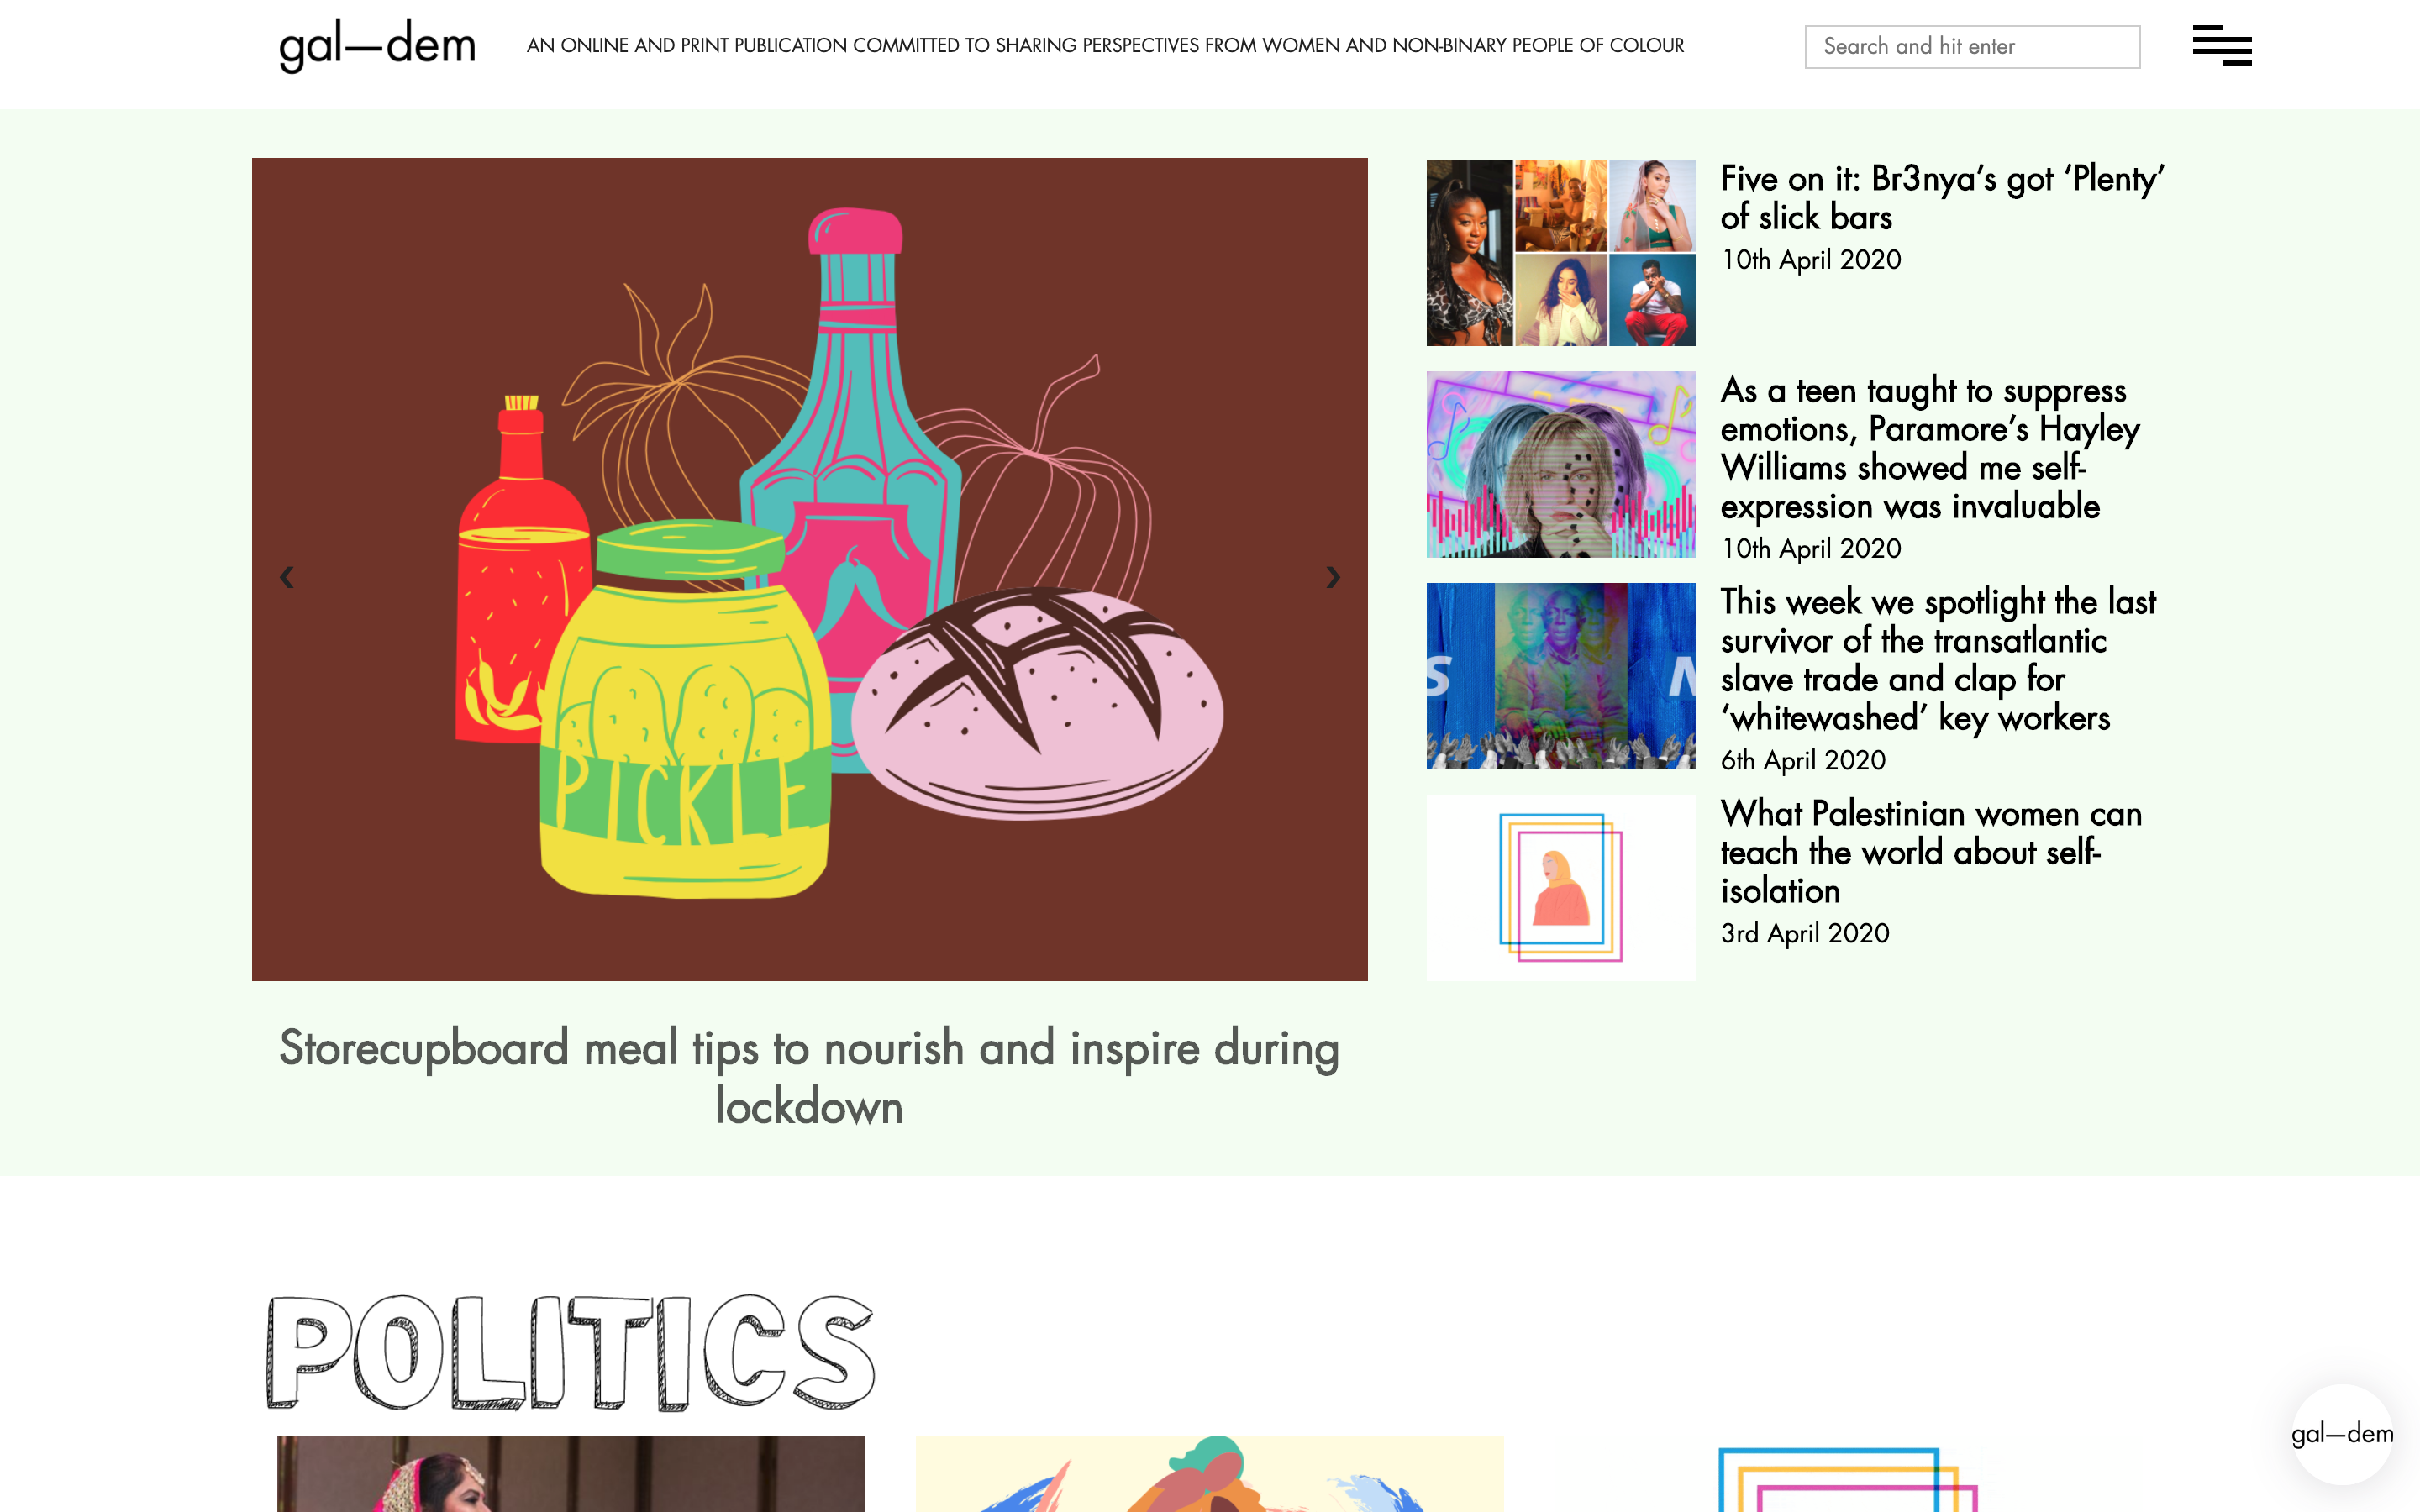 gal—dem
AN ONLINE AND PRINT PUBLICATION COMMITTED TO SHARING PERSPECTIVES FROM WOMEN AND NON-BINARY PEOPLE OF COLOUR
Search and hit enter
PICKLE
‹
›
Storecupboard meal tips to nourish and inspire during
lockdown
Five on it: Br3nya’s got ‘Plenty’
of slick bars
10th April 2020
As a teen taught to suppress
emotions, Paramore’s Hayley
Williams showed me self-
expression was invaluable
10th April 2020
S
This week we spotlight the last
survivor of the transatlantic
slave trade and clap for
‘whitewashed’ key workers
6th April 2020
What Palestinian women can
teach the world about self-
isolation
3rd April 2020
POLITICS
gal—dem